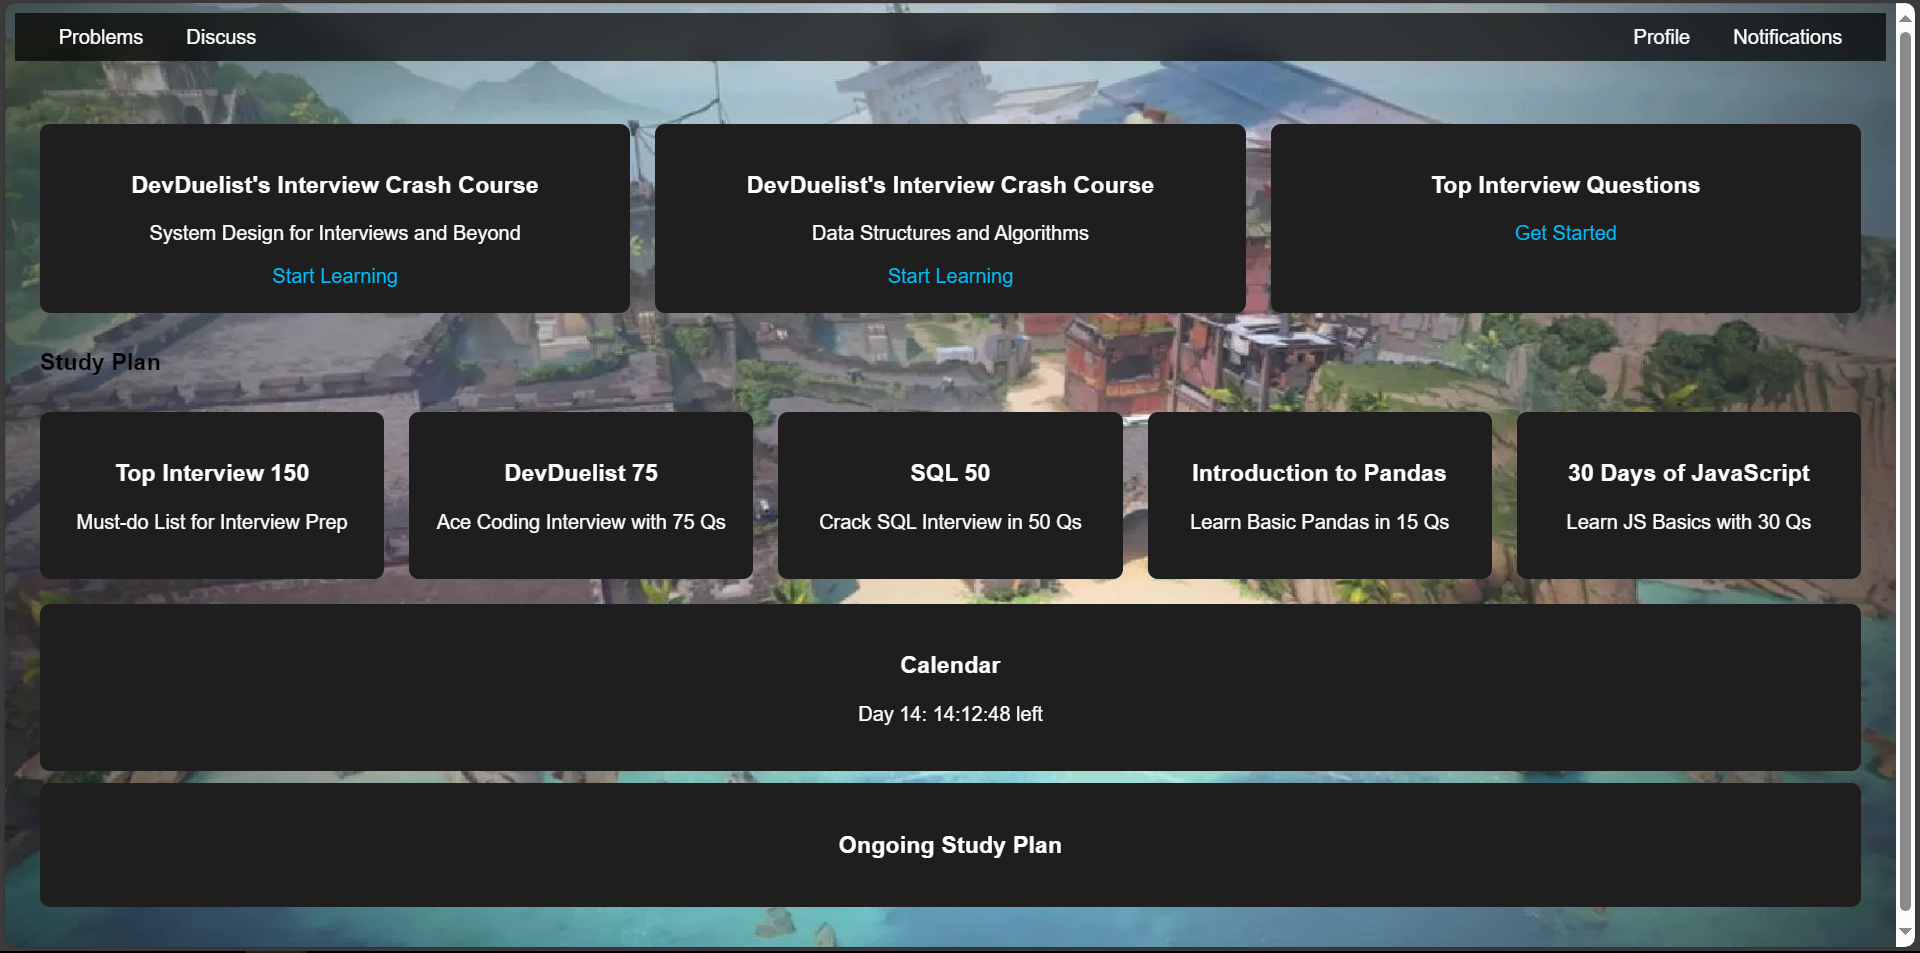 Problems Discuss Profile Notifications
DevDuelist's Interview Crash Course
System Design for Interviews and Beyond
Start Learning
DevDuelist's Interview Crash Course
Data Structures and Algorithms
Start Learning
Top Interview Questions
Get Started
Study Plan
Top Interview 150
Must-do List for Interview Prep
DevDuelist 75
Ace Coding Interview with 75 Qs
SQL 50
Crack SQL Interview in 50 Qs
Introduction to Pandas
Learn Basic Pandas in 15 Qs
30 Days of JavaScript
Learn JS Basics with 30 Qs
Calendar
Day 14: 14:12:48 left
Ongoing Study Plan